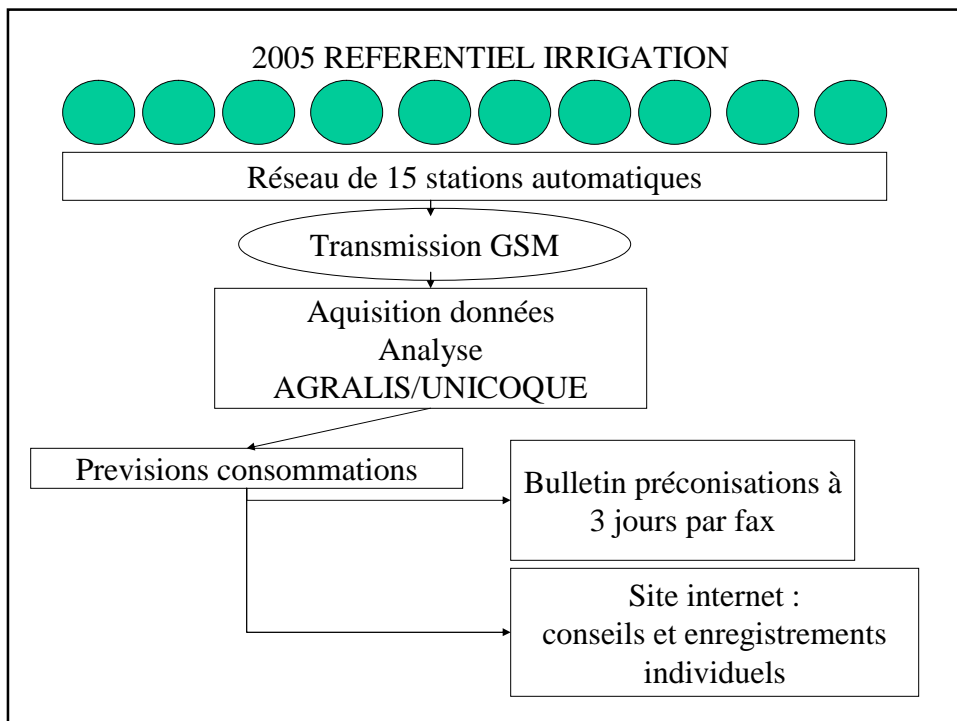 2005 REFERENTIEL IRRIGATION
Réseau de 15 stations automatiques
Transmission GSM
Aquisition données
Analyse
AGRALIS/UNICOQUE
Previsions consommations
Bulletin préconisations à
3 jours par fax
Site internet :
conseils et enregistrements
individuels